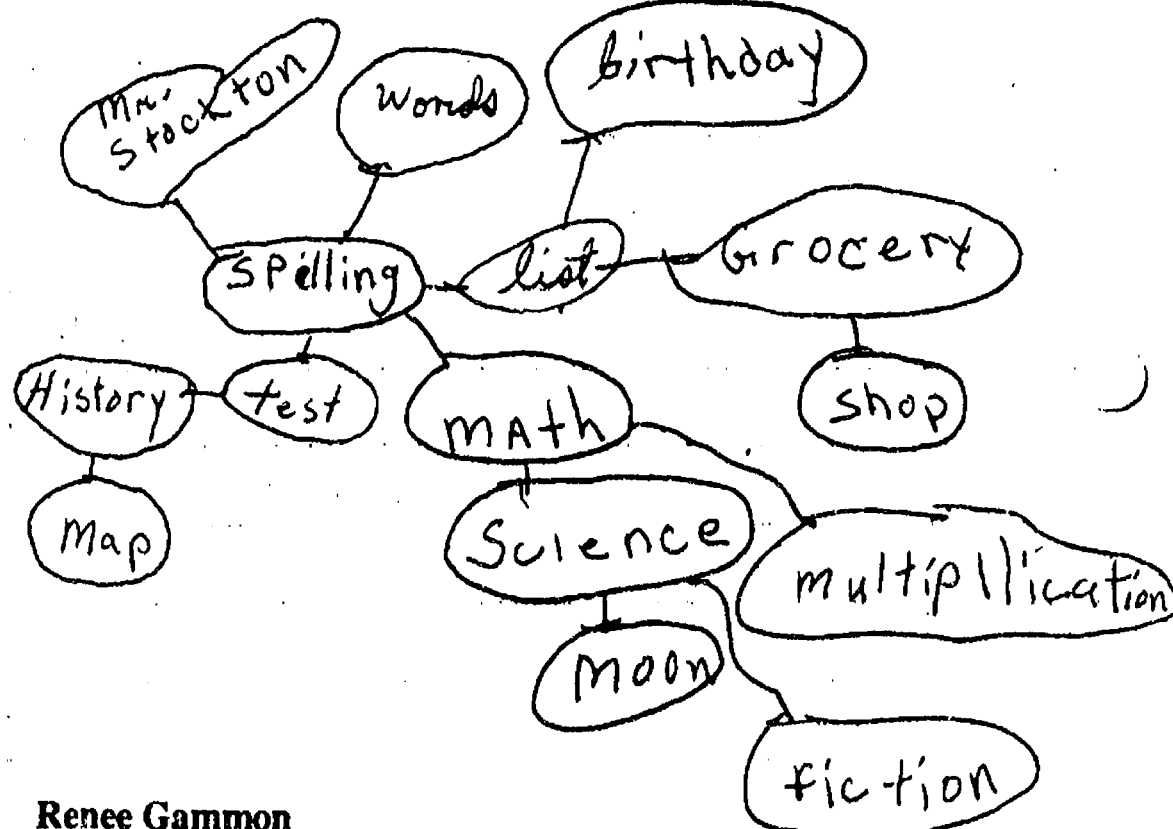 birthday
Mr.
Stockton
words
Grocery
list
spelling
shop
History
test
MAth
Map
Science
multipllication
Moon
fiction
Renee Gammon